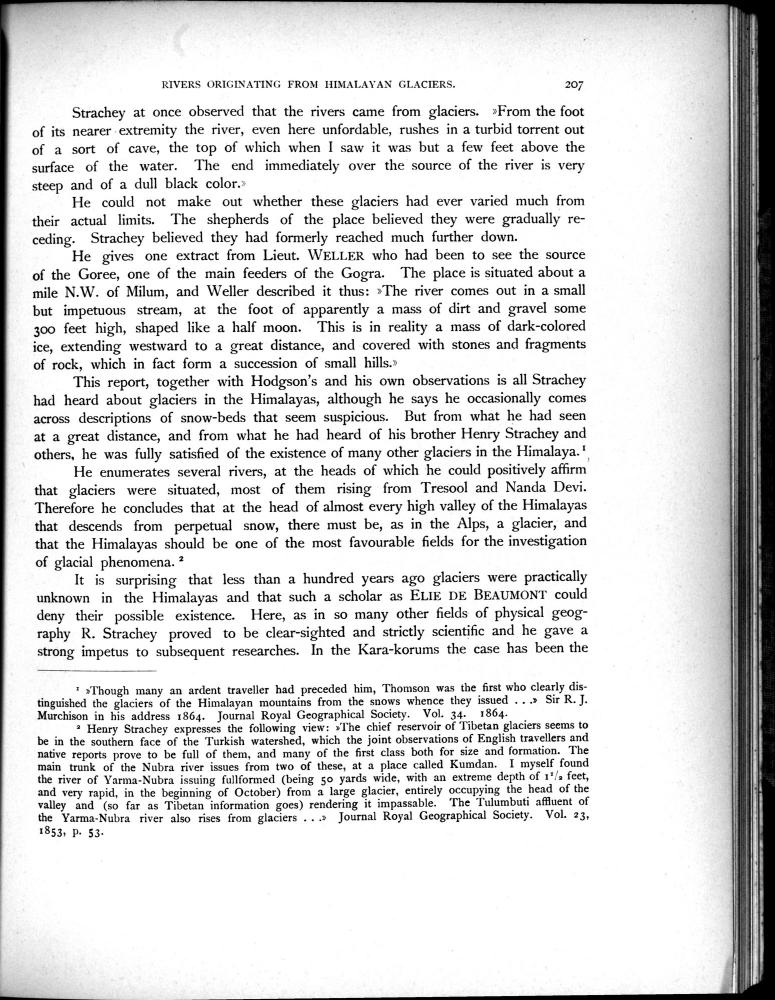 RIVERS ORIGINATING FROM HIMALAYAN GLACIERS. 207
Strachey at once observed that the rivers came from glaciers. »From the foot
of its nearer extremity the river, even here unfordable, rushes in a turbid torrent out
of a sort of cave, the top of which when I saw it was but a few feet above the
surface of the water. The end immediately over the source of the river is very
steep and of a dull black color.»
He could not make out whether these glaciers had ever varied much from
their actual limits. The shepherds of the place believed they were gradually re-
ceding. Strachey believed they had formerly reached much further down.
He gives one extract from Lieut. WELLER who had been to see the source
of the Goree, one of the main feeders of the Gogra. The place is situated about a
mile N.W. of Milum, and Weller described it thus: »The river comes out in a small
but impetuous stream, at the foot of apparently a mass of dirt and gravel some
300 feet high, shaped like a half moon. This is in reality a mass of dark-colored
ice, extending westward to a great distance, and covered with stones and fragments
of rock, which in fact form a succession of small hills.»
This report, together with Hodgson's and his own observations is all Strachey
had heard about glaciers in the Himalayas, although he says he occasionally comes
across descriptions of snow-beds that seem suspicious. But from what he had seen
at a great distance, and from what he had heard of his brother Henry Strachey and
others, he was fully satisfied of the existence of many other glaciers in the Himalaya.¹
He enumerates several rivers, at the heads of which he could positively affirm
that glaciers were situated, most of them rising from Tresool and Nanda Devi.
Therefore he concludes that at the head of almost every high valley of the Himalayas
that descends from perpetual snow, there must be, as in the Alps, a glacier, and
that the Himalayas should be one of the most favourable fields for the investigation
of glacial phenomena. ²
It is surprising that less than a hundred years ago glaciers were practically
unknown in the Himalayas and that such a scholar as ELIE DE BEAUMONT could
deny their possible existence. Here, as in so many other fields of physical geog-
raphy R. Strachey proved to be clear-sighted and strictly scientific and he gave a
strong impetus to subsequent researches. In the Kara-korums the case has been the
¹ »Though many an ardent traveller had preceded him, Thomson was the first who clearly dis-
tinguished the glaciers of the Himalayan mountains from the snows whence they issued . . .» Sir R. J.
Murchison in his address 1864. Journal Royal Geographical Society. Vol. 34. 1864.
² Henry Strachey expresses the following view: »The chief reservoir of Tibetan glaciers seems to
be in the southern face of the Turkish watershed, which the joint observations of English travellers and
native reports prove to be full of them, and many of the first class both for size and formation. The
main trunk of the Nubra river issues from two of these, at a place called Kumdan. I myself found
the river of Yarma-Nubra issuing fullformed (being 50 yards wide, with an extreme depth of 1¹/₂ feet,
and very rapid, in the beginning of October) from a large glacier, entirely occupying the head of the
valley and (so far as Tibetan information goes) rendering it impassable. The Tulumbuti affluent of
the Yarma-Nubra river also rises from glaciers . . .» Journal Royal Geographical Society. Vol. 23,
1853, p. 53.